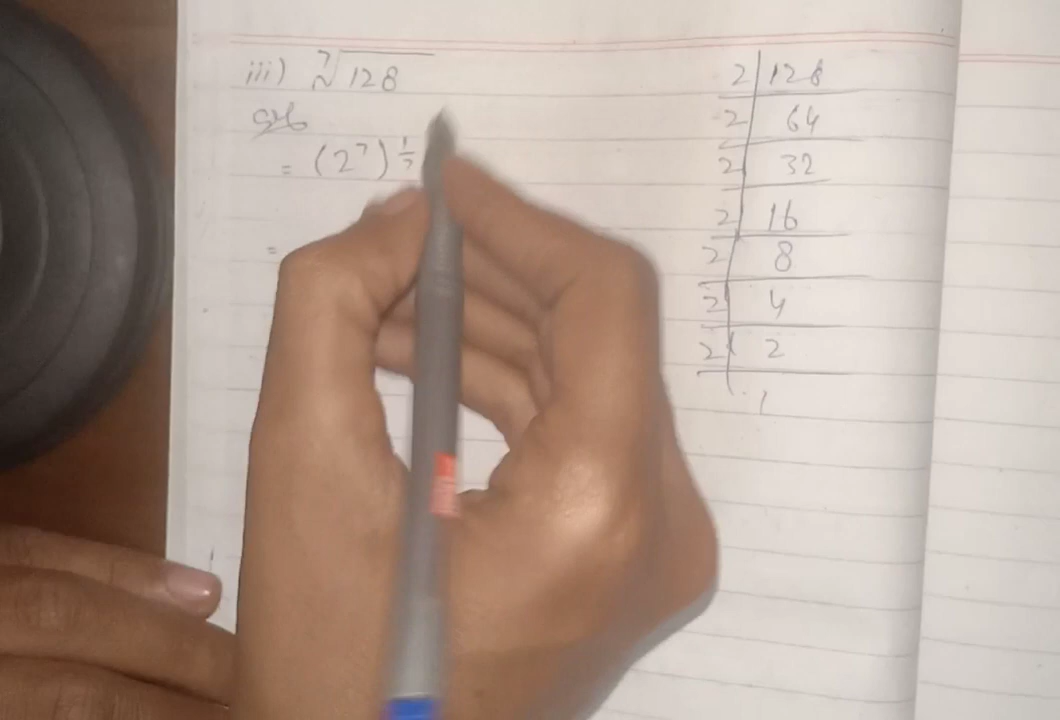 iii) ⁷√128
Sol
= (2⁷)^1/7
=
2 | 128
2 | 64
2 | 32
2 | 16
2 | 8
2 | 4
2 | 2
1